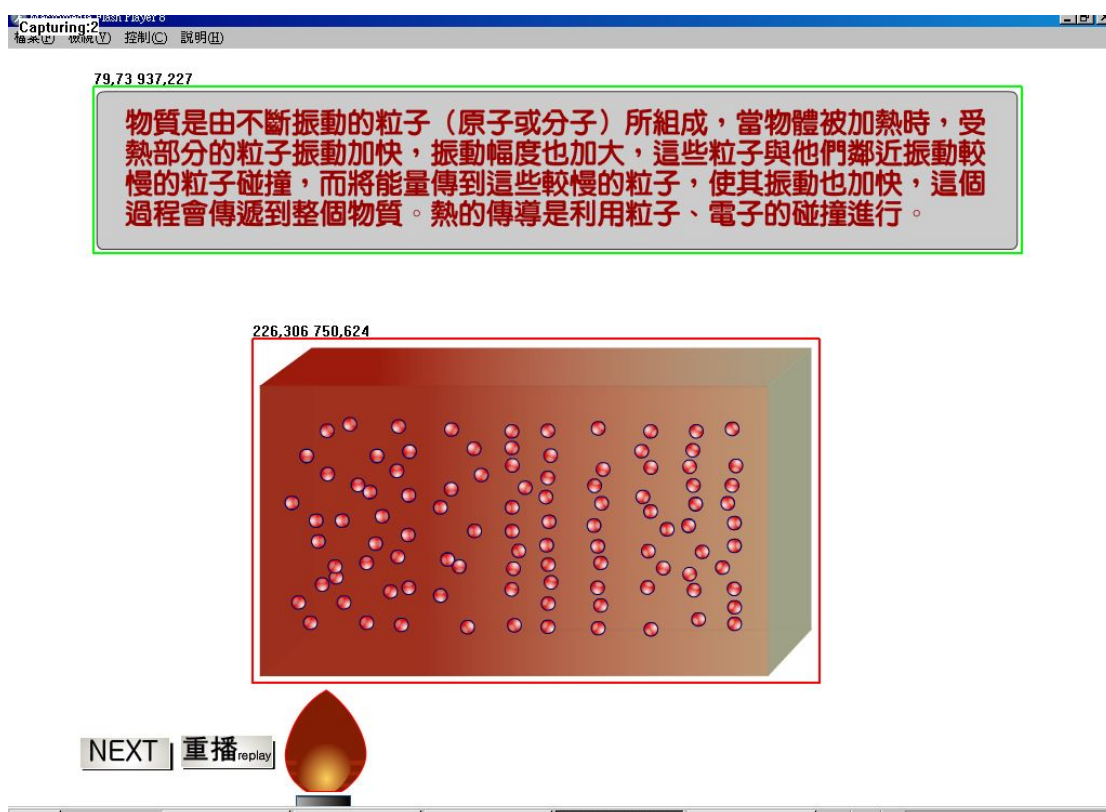 Flash Player 8
Capturing:2
檔案(F) 檢視(V) 控制(C) 說明(H)
79,73 937,227
物質是由不斷振動的粒子（原子或分子）所組成，當物體被加熱時，受
熱部分的粒子振動加快，振動幅度也加大，這些粒子與他們鄰近振動較
慢的粒子碰撞，而將能量傳到這些較慢的粒子，使其振動也加快，這個
過程會傳遞到整個物質。熱的傳導是利用粒子、電子的碰撞進行。
226,306 750,624
NEXT 重播replay